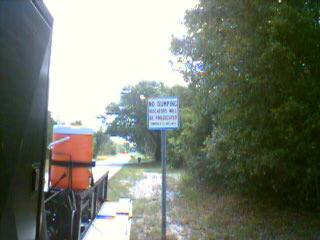 NO DUMPING
VIOLATORS WILL
BE PROSECUTED